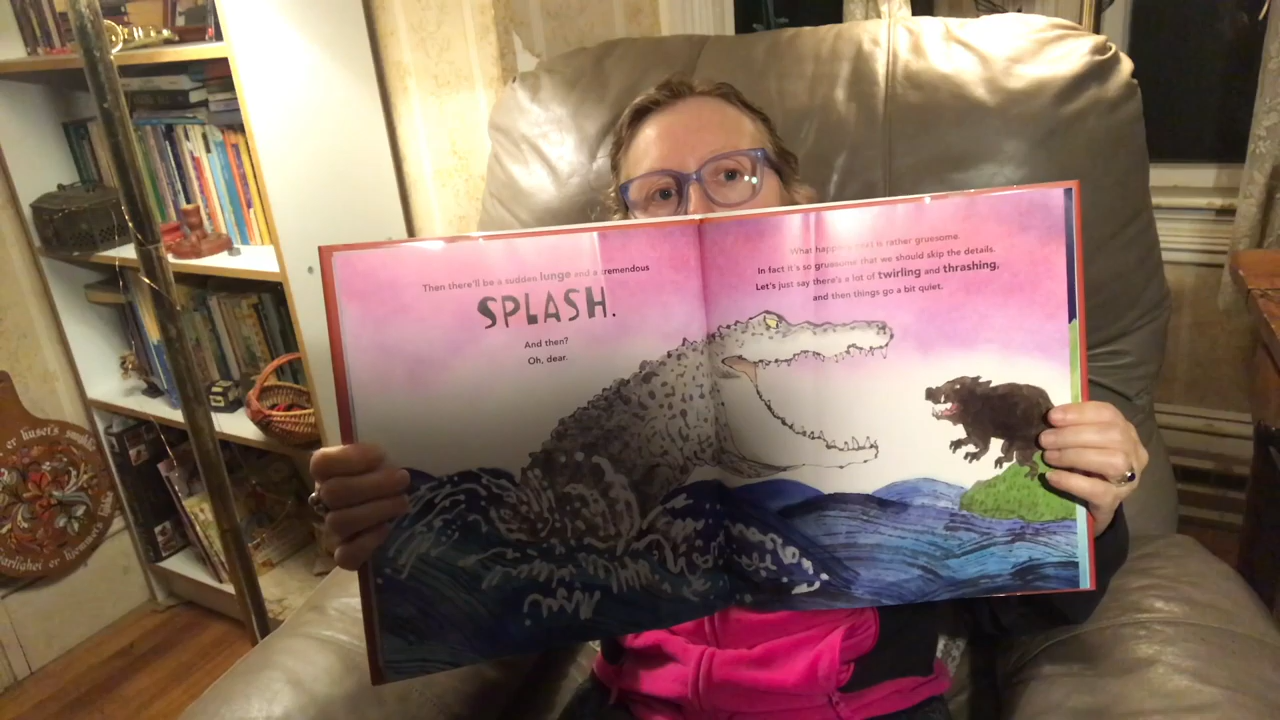 Then there'll be a sudden lunge and a tremendous
SPLASH.
And then?
Oh, dear.
What happens next is rather gruesome.
In fact it's so gruesome that we should skip the details.
Let's just say there's a lot of twirling and thrashing,
and then things go a bit quiet.
er huset's